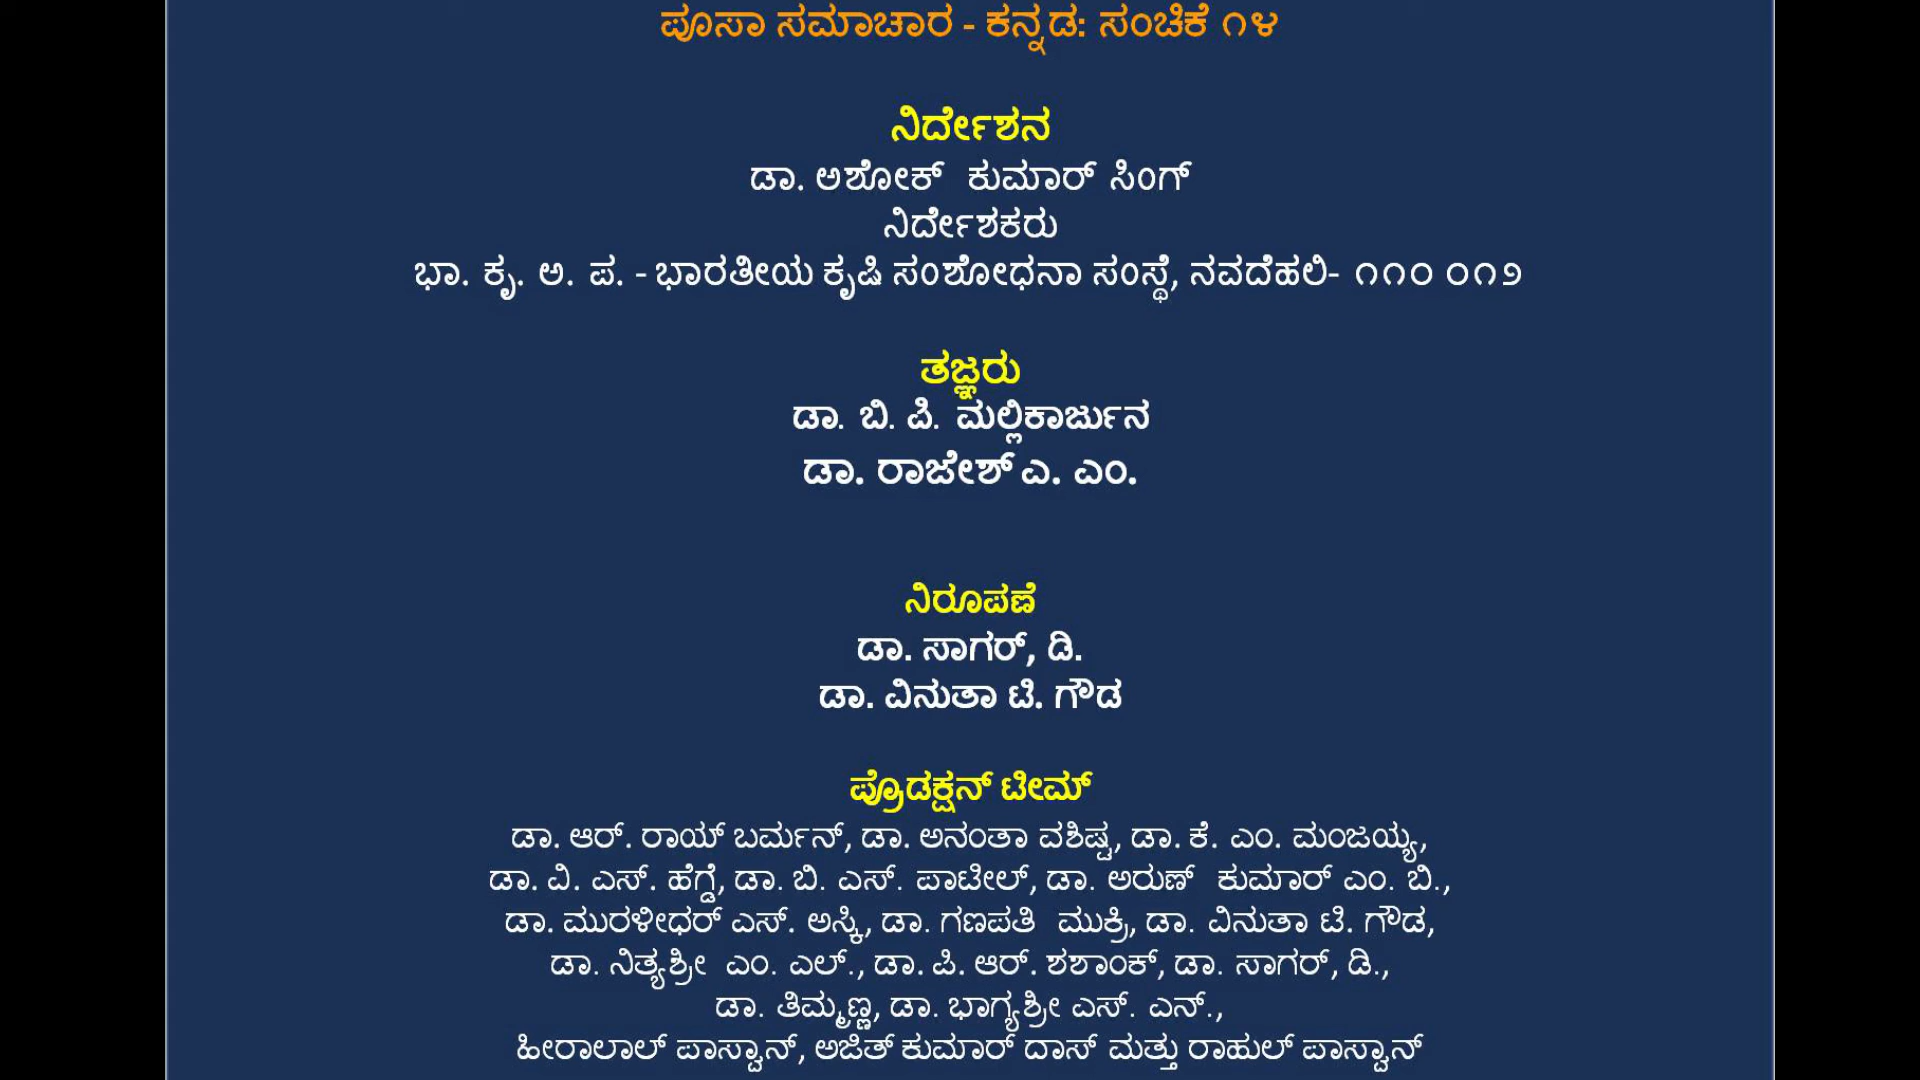 ಪೂಸಾ ಸಮಾಚಾರ - ಕನ್ನಡ: ಸಂಚಿಕೆ ೧೪
ನಿರ್ದೇಶನ
ಡಾ. ಅಶೋಕ್ ಕುಮಾರ್ ಸಿಂಗ್
ನಿರ್ದೇಶಕರು
ಭಾ. ಕೃ. ಅ. ಪ. - ಭಾರತೀಯ ಕೃಷಿ ಸಂಶೋಧನಾ ಸಂಸ್ಥೆ, ನವದೆಹಲಿ- ೧೧೦ ೦೧೨
ತಜ್ಞರು
ಡಾ. ಬಿ. ಪಿ. ಮಲ್ಲಿಕಾರ್ಜುನ
ಡಾ. ರಾಜೇಶ್ ಎ. ಎಂ.
ನಿರೂಪಣೆ
ಡಾ. ಸಾಗರ್, ಡಿ.
ಡಾ. ವಿನುತಾ ಟಿ. ಗೌಡ
ಪ್ರೊಡಕ್ಷನ್ ಟೀಮ್
ಡಾ. ಆರ್. ರಾಯ್ ಬರ್ಮನ್, ಡಾ. ಅನಂತಾ ವಶಿಷ್ಟ, ಡಾ. ಕೆ. ಎಂ. ಮಂಜಯ್ಯ,
ಡಾ. ವಿ. ಎಸ್. ಹೆಗ್ಡೆ, ಡಾ. ಬಿ. ಎಸ್. ಪಾಟೀಲ್, ಡಾ. ಅರುಣ್ ಕುಮಾರ್ ಎಂ. ಬಿ.,
ಡಾ. ಮುರಳೀಧರ್ ಎಸ್. ಅಸ್ಕಿ, ಡಾ. ಗಣಪತಿ ಮುಕ್ರಿ, ಡಾ. ವಿನುತಾ ಟಿ. ಗೌಡ,
ಡಾ. ನಿತ್ಯಶ್ರೀ ಎಂ. ಎಲ್., ಡಾ. ಪಿ. ಆರ್. ಶಶಾಂಕ್, ಡಾ. ಸಾಗರ್, ಡಿ.,
ಡಾ. ತಿಮ್ಮಣ್ಣ, ಡಾ. ಭಾಗ್ಯಶ್ರೀ ಎಸ್. ಎನ್.,
ಹೀರಾಲಾಲ್ ಪಾಸ್ವಾನ್, ಅಜಿತ್ ಕುಮಾರ್ ದಾಸ್ ಮತ್ತು ರಾಹುಲ್ ಪಾಸ್ವಾನ್